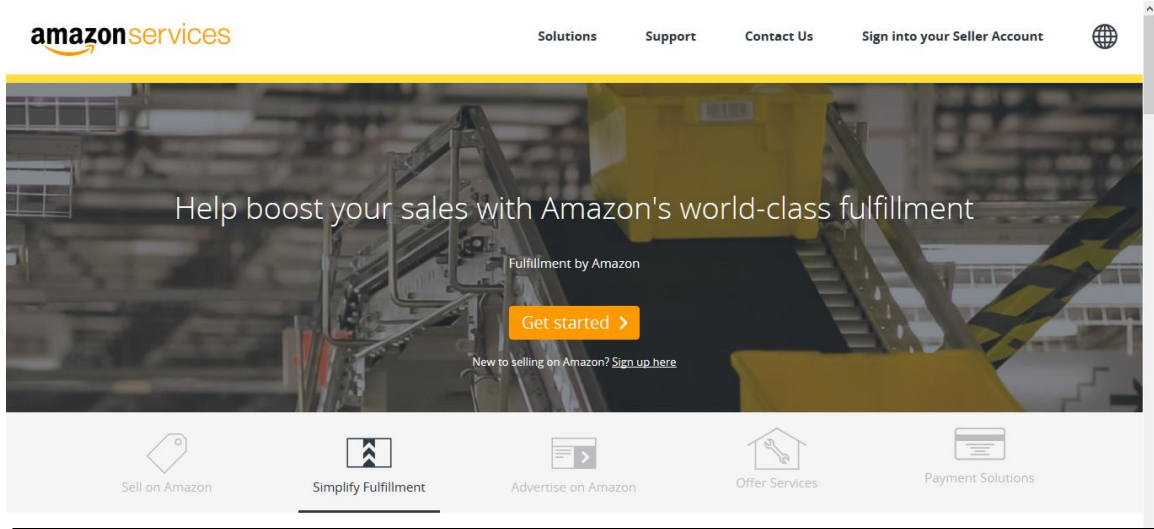 amazonservices
Solutions Support Contact Us Sign into your Seller Account
Help boost your sales with Amazon's world-class fulfillment
Fulfillment by Amazon
Get started
New to selling on Amazon? Sign up here
Sell on Amazon Simplify Fulfillment Advertise on Amazon Offer Services Payment Solutions